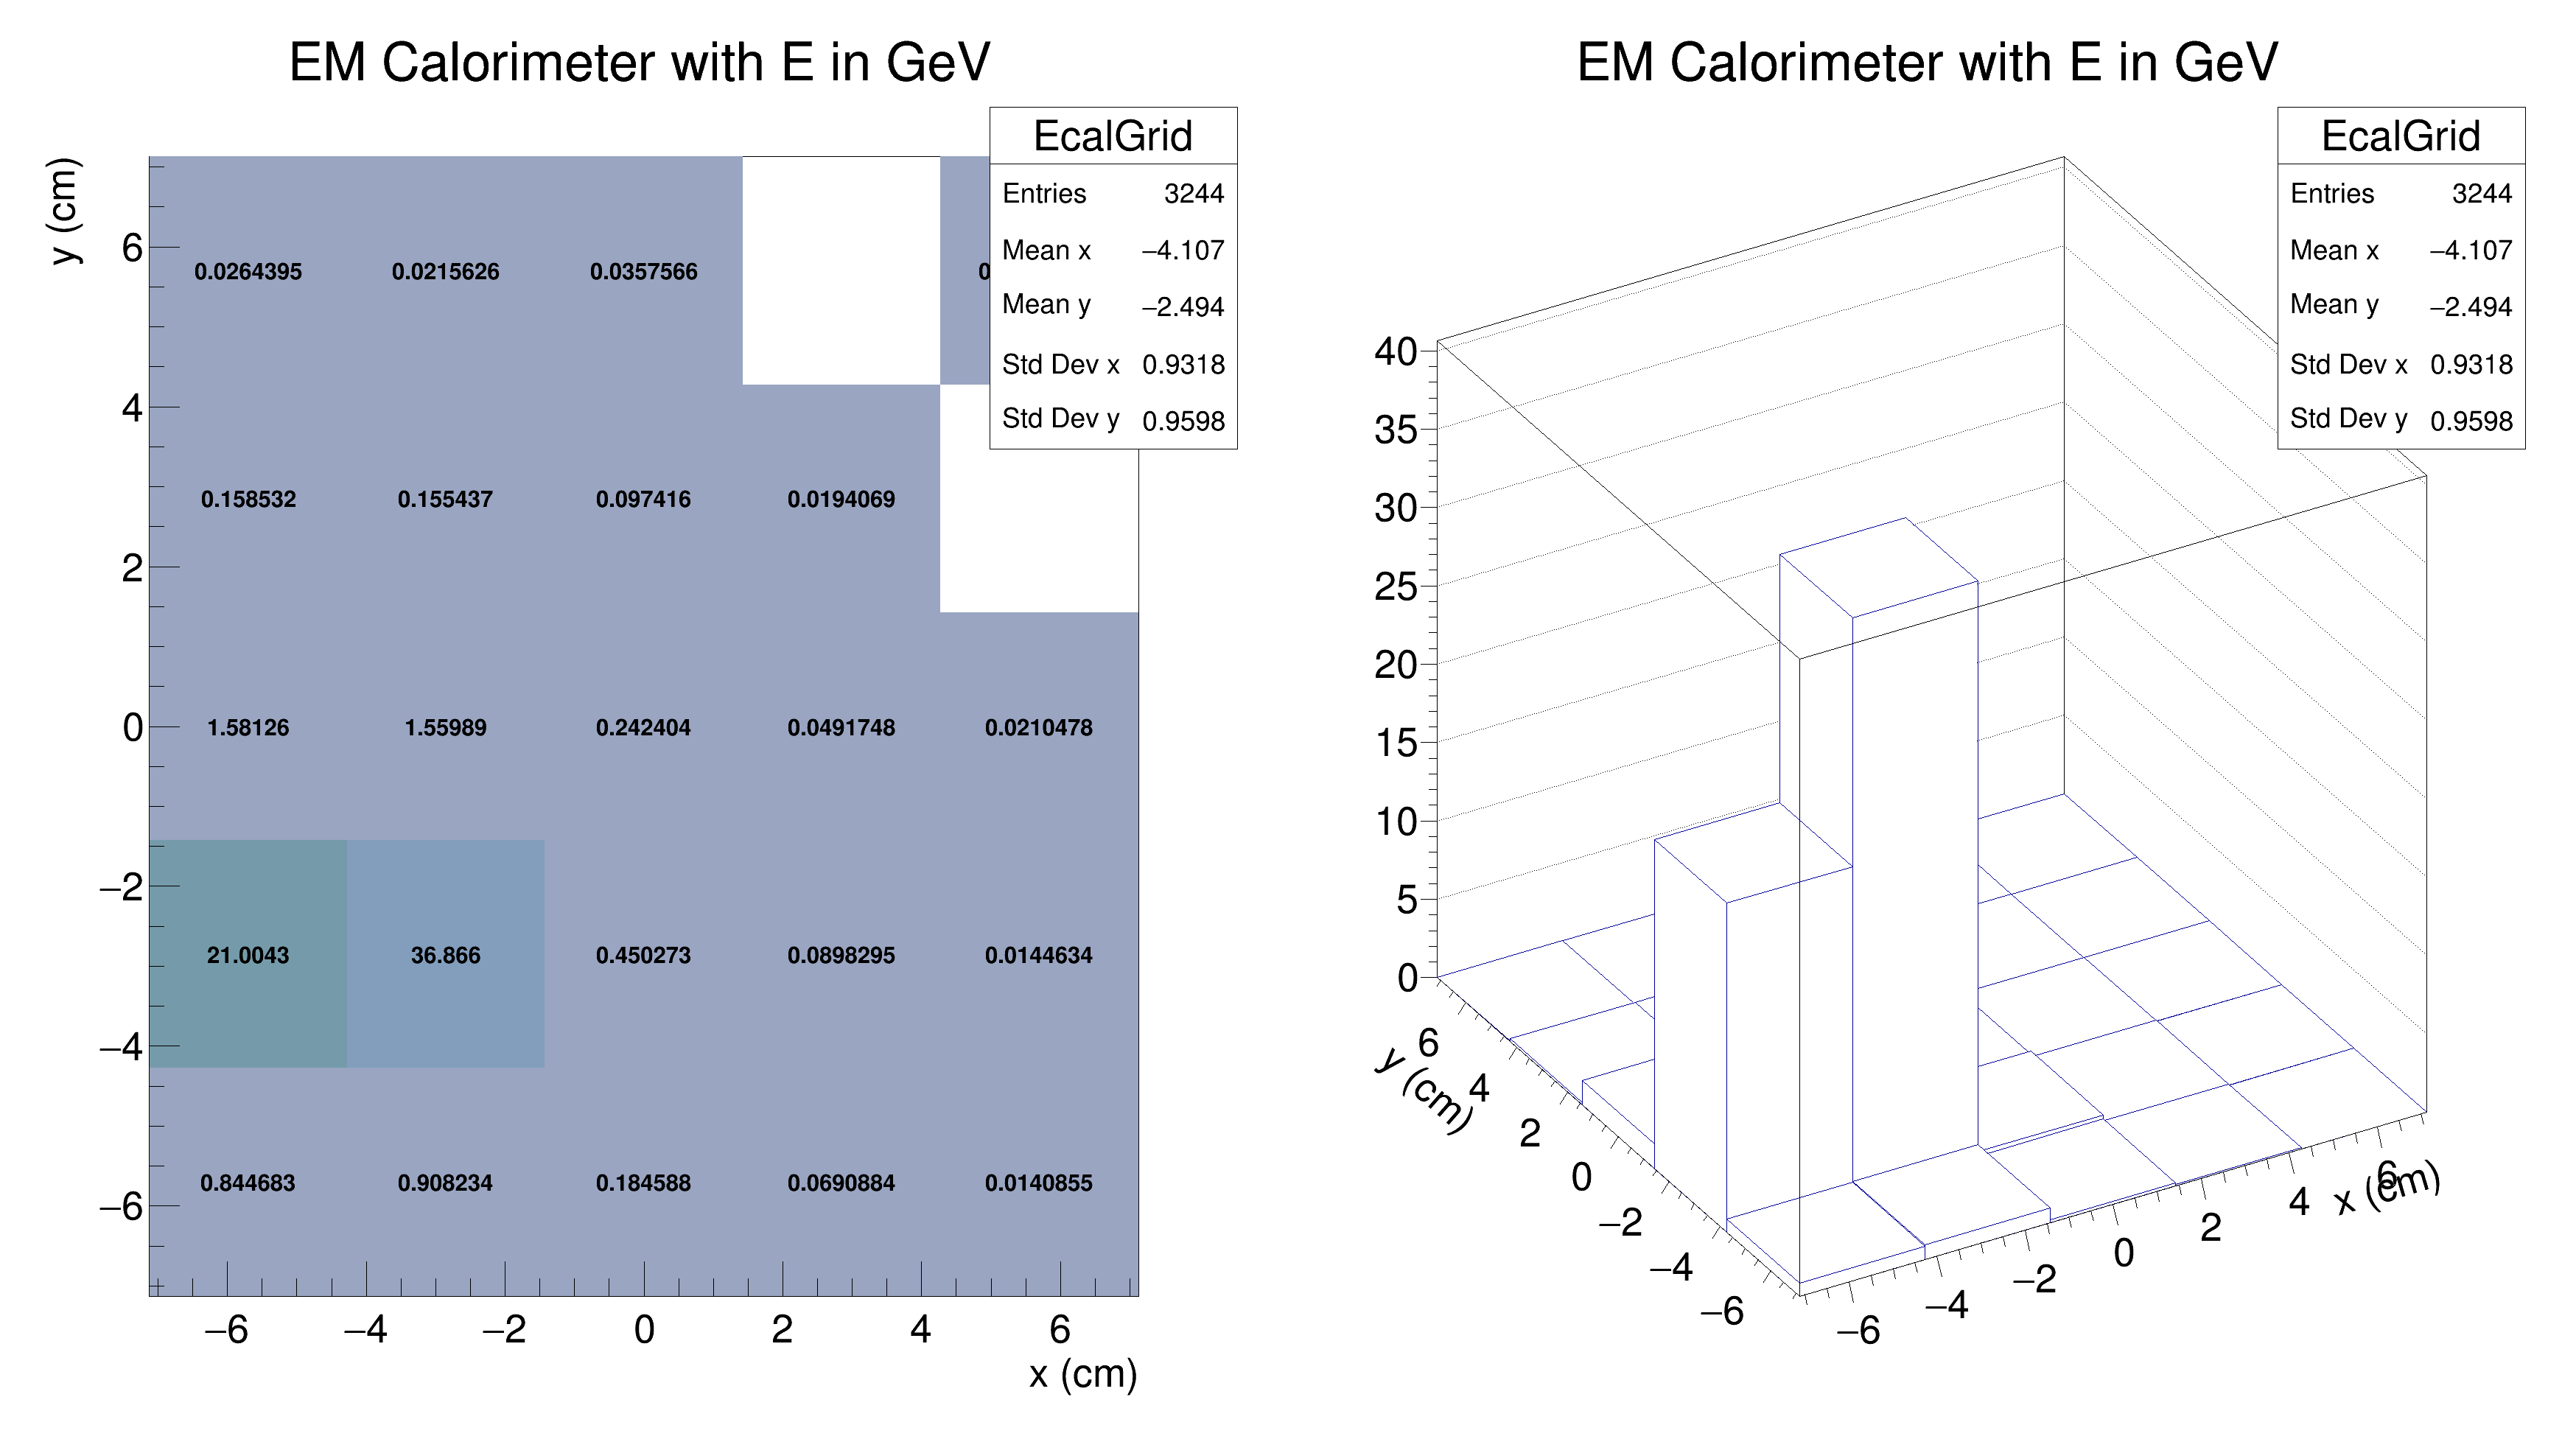 EM Calorimeter with E in GeV
EcalGrid
Entries 3244
Mean x −4.107
Mean y −2.494
Std Dev x 0.9318
Std Dev y 0.9598
y (cm)
6
4
2
0
−2
−4
−6
0.0264395 0.0215626 0.0357566
0.158532 0.155437 0.097416 0.0194069
1.58126 1.55989 0.242404 0.0491748 0.0210478
21.0043 36.866 0.450273 0.0898295 0.0144634
0.844683 0.908234 0.184588 0.0690884 0.0140855
−6 −4 −2 0 2 4 6
x (cm)
EM Calorimeter with E in GeV
EcalGrid
Entries 3244
Mean x −4.107
Mean y −2.494
Std Dev x 0.9318
Std Dev y 0.9598
40
35
30
25
20
15
10
5
0
y (cm)
6
4
2
0
−2
−4
−6
−6
−4
−2
0
2
4
6
x (cm)